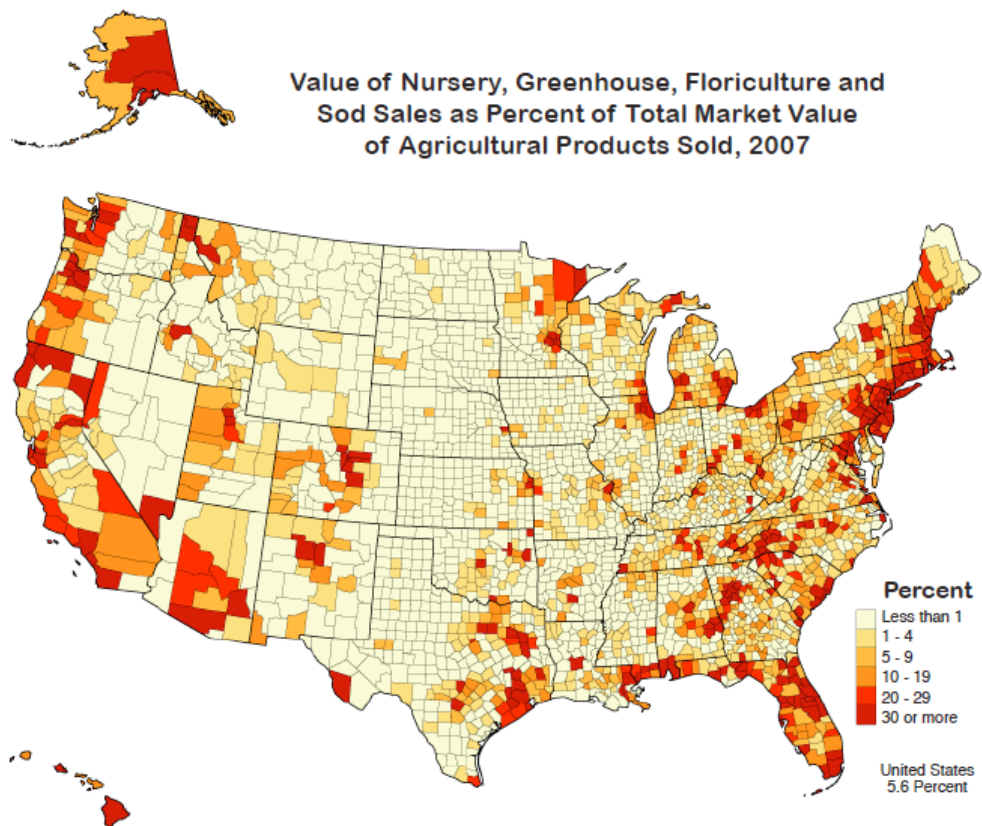 Value of Nursery, Greenhouse, Floriculture and
Sod Sales as Percent of Total Market Value
of Agricultural Products Sold, 2007
Percent
Less than 1
1 - 4
5 - 9
10 - 19
20 - 29
30 or more
United States
5.6 Percent